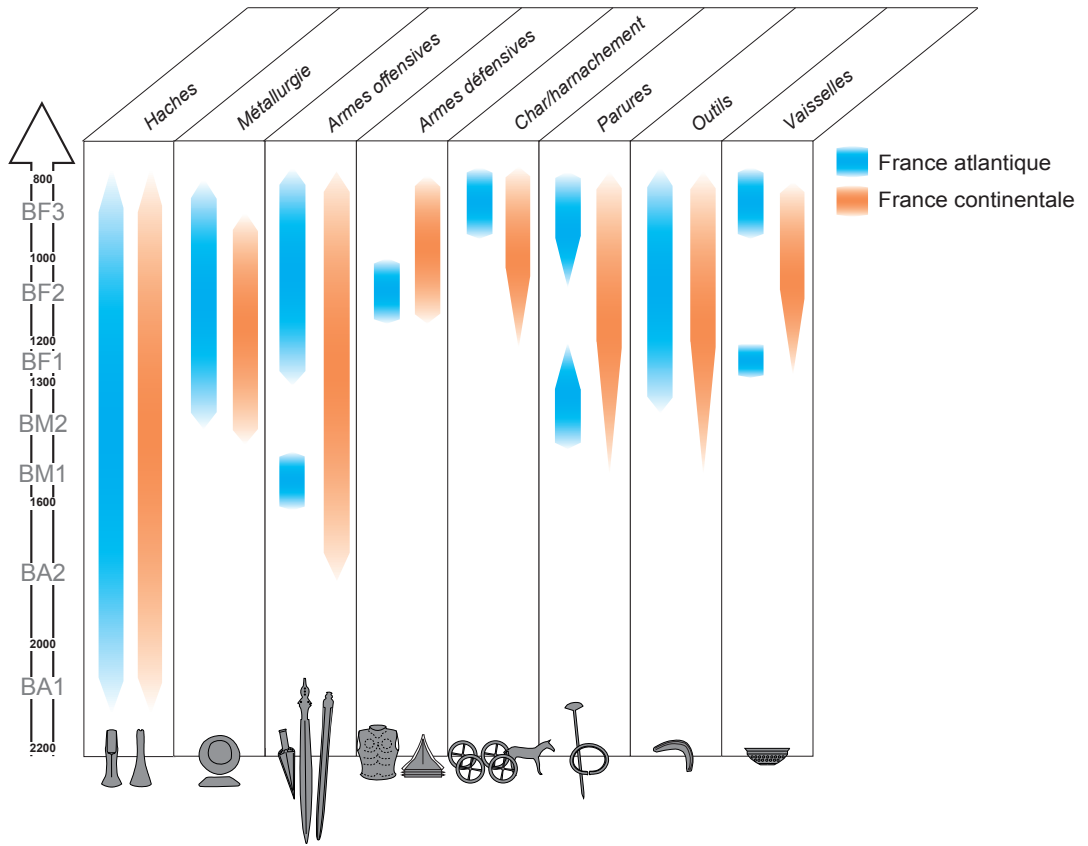 Haches
Métallurgie
Armes offensives
Armes défensives
Char/harnachement
Parures
Outils
Vaisselles
France atlantique
France continentale
800
BF3
1000
BF2
1200
BF1
1300
BM2
BM1
1600
BA2
2000
BA1
2200